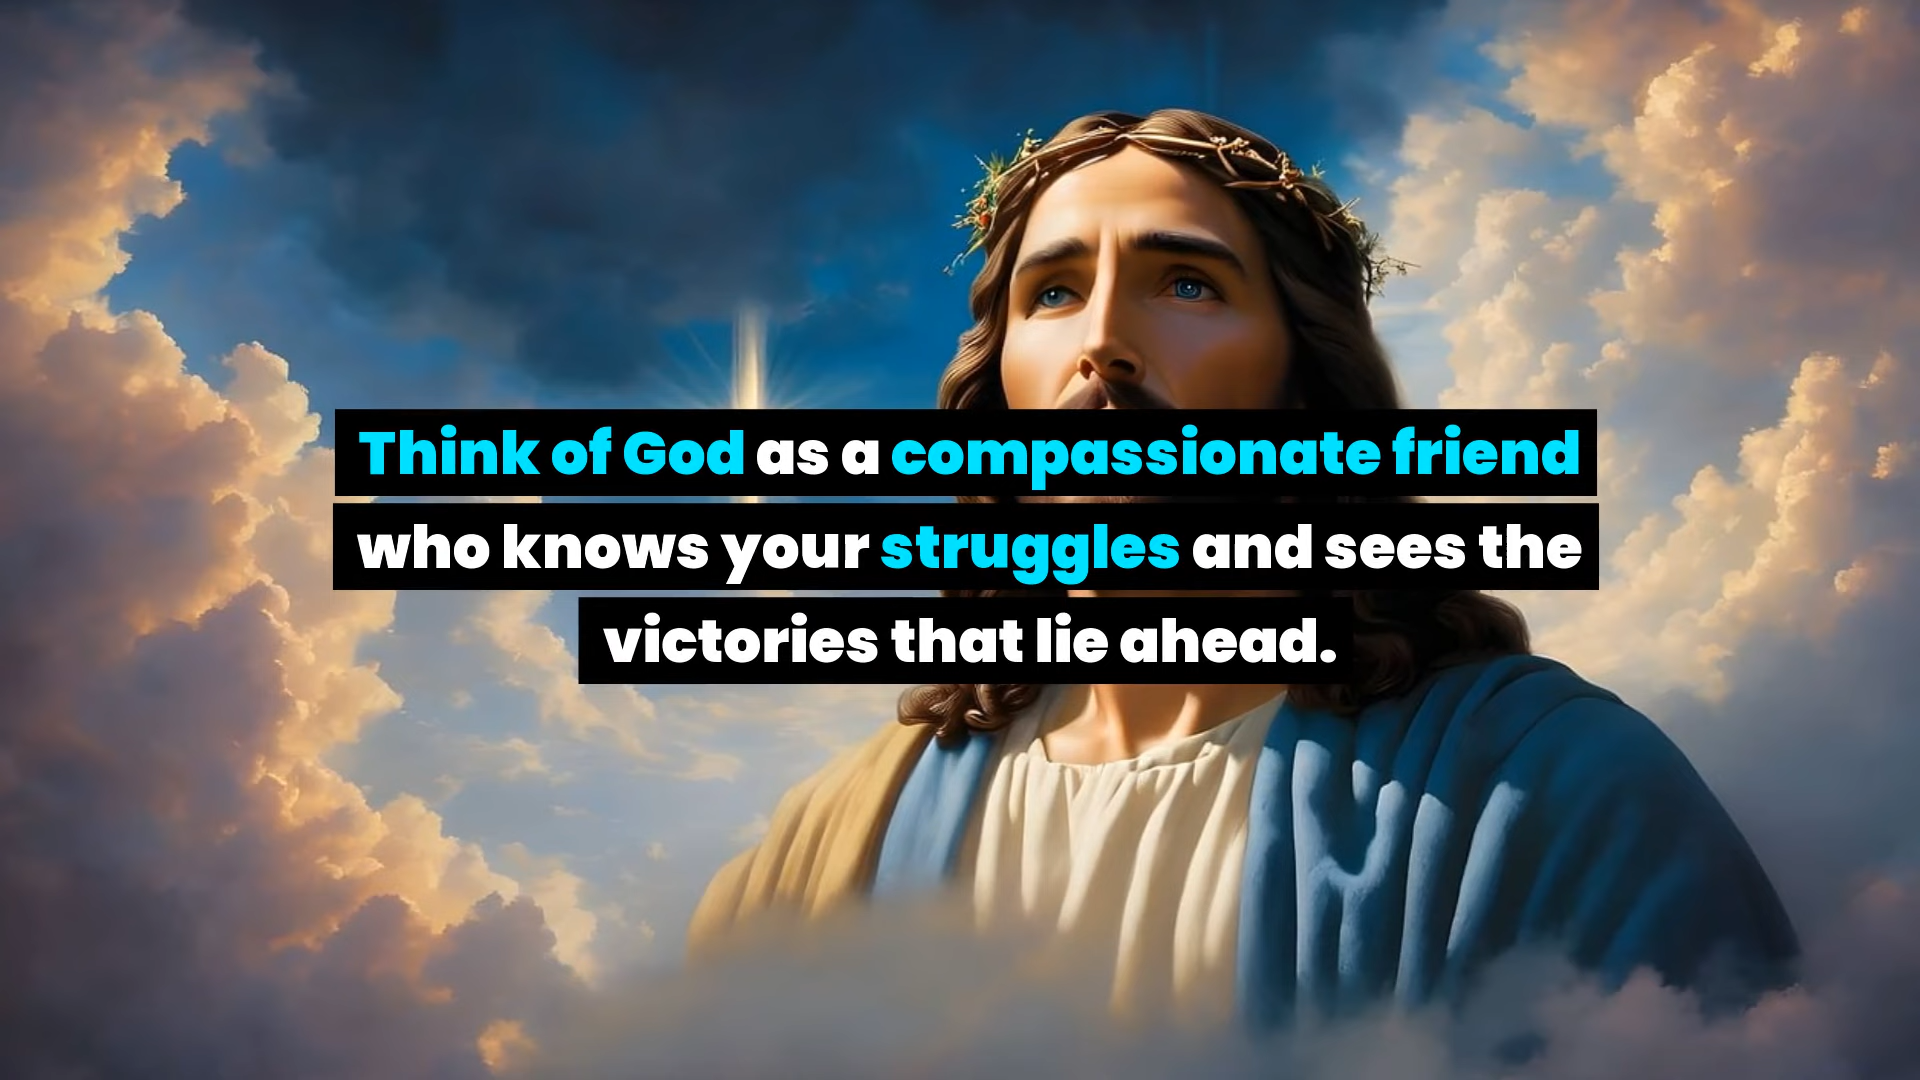 Think of God as a compassionate friend
who knows your struggles and sees the
victories that lie ahead.